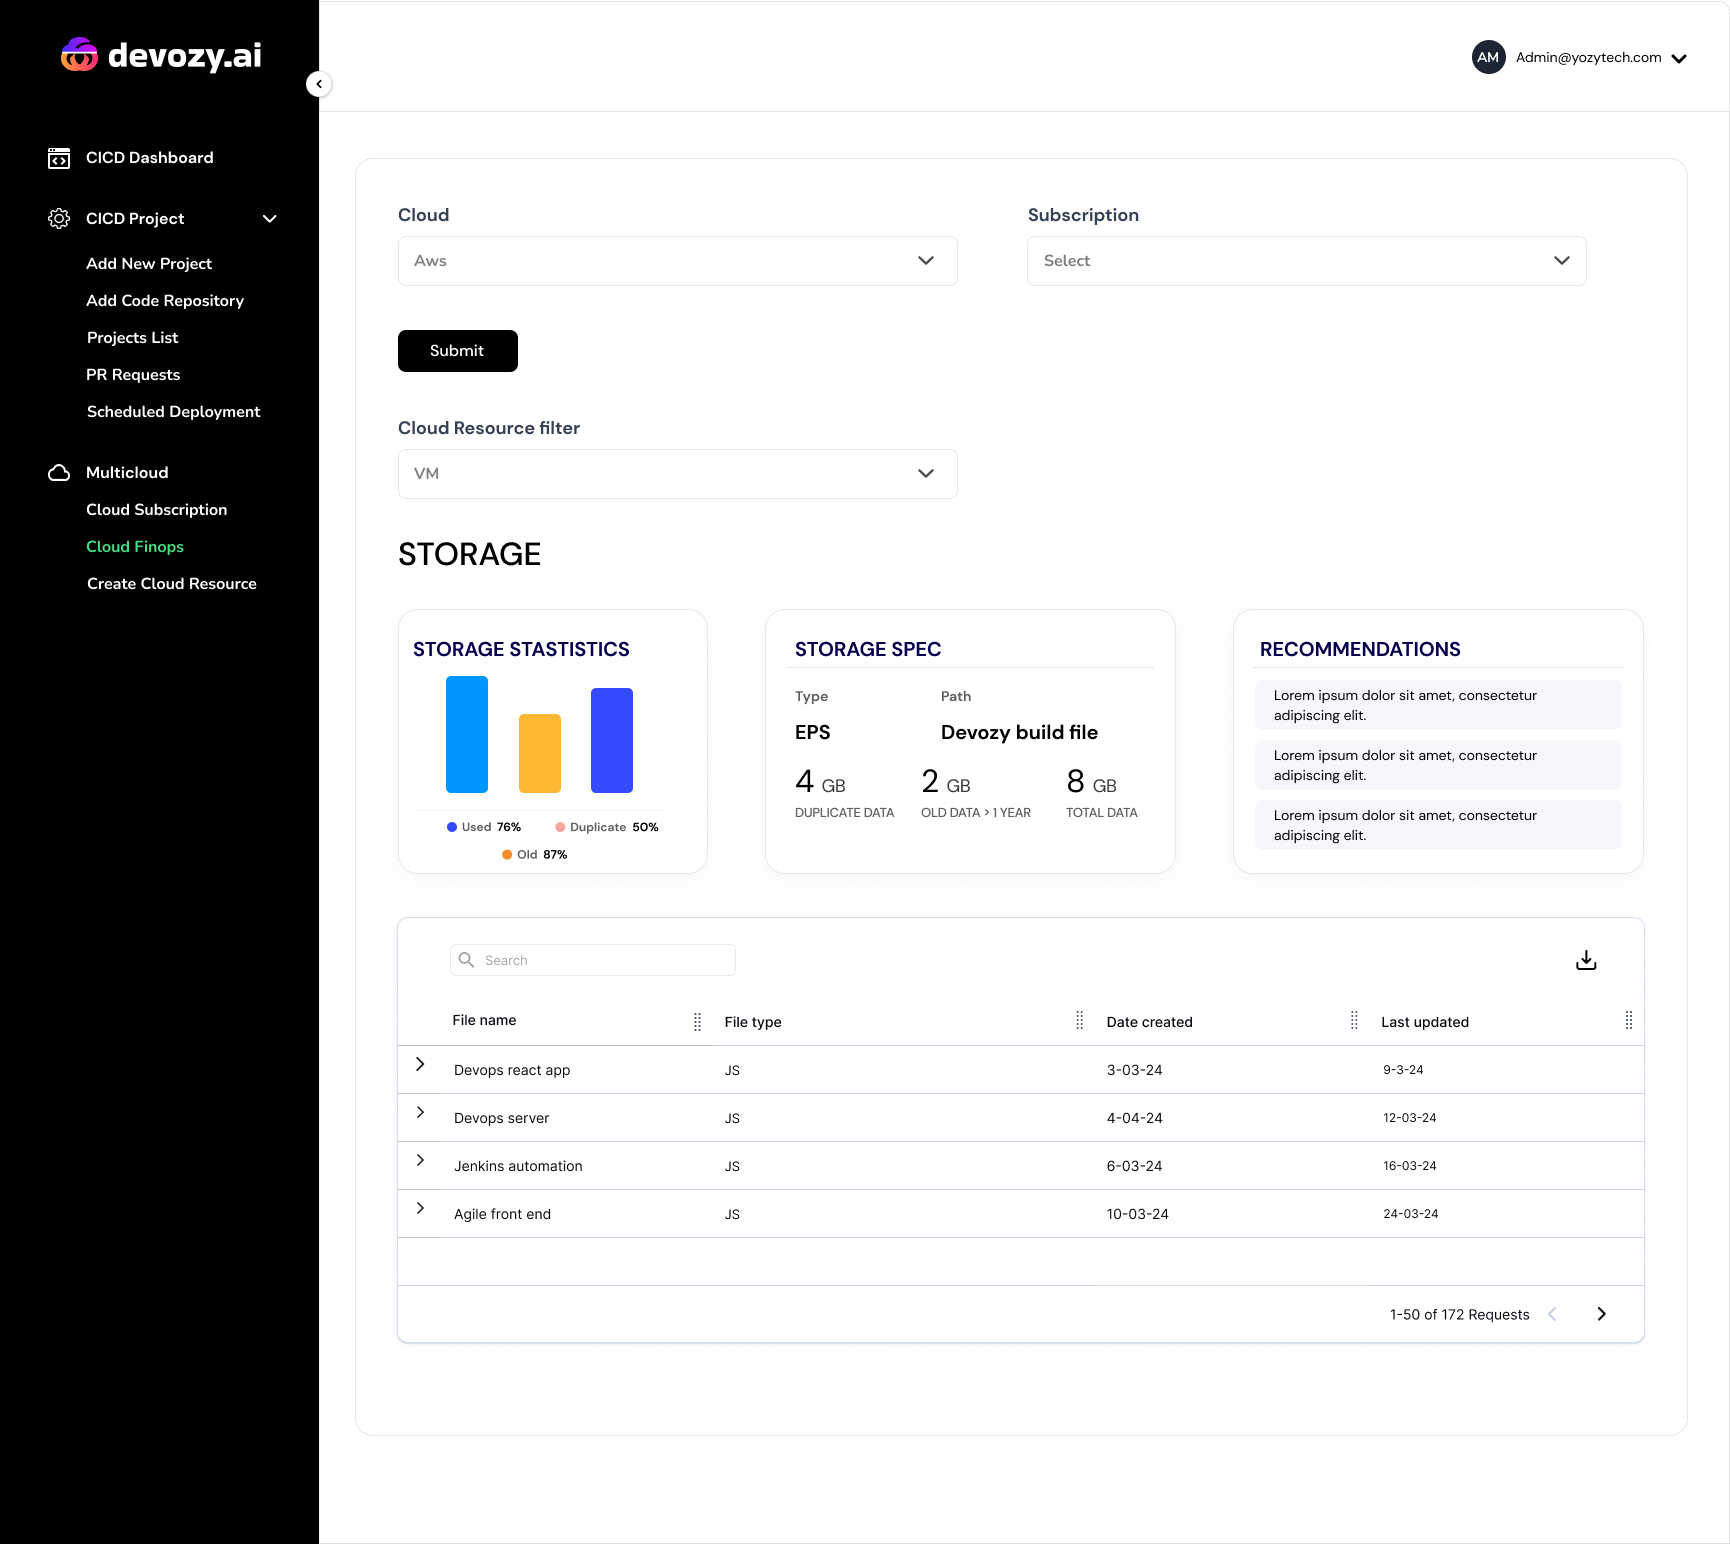 devozy.ai
AM Admin@yozytech.com
CICD Dashboard
CICD Project
Add New Project
Add Code Repository
Projects List
PR Requests
Scheduled Deployment
Multicloud
Cloud Subscription
Cloud Finops
Create Cloud Resource
Cloud
Aws
Subscription
Select
Submit
Cloud Resource filter
VM
STORAGE
STORAGE STASTISTICS
Used 76% Duplicate 50%
Old 87%
STORAGE SPEC
Type Path
EPS Devozy build file
4 GB 2 GB 8 GB
DUPLICATE DATA OLD DATA > 1 YEAR TOTAL DATA
RECOMMENDATIONS
Lorem ipsum dolor sit amet, consectetur
adipiscing elit.
Lorem ipsum dolor sit amet, consectetur
adipiscing elit.
Lorem ipsum dolor sit amet, consectetur
adipiscing elit.
Search
File name File type Date created Last updated
Devops react app JS 3-03-24 9-3-24
Devops server JS 4-04-24 12-03-24
Jenkins automation JS 6-03-24 16-03-24
Agile front end JS 10-03-24 24-03-24
1-50 of 172 Requests